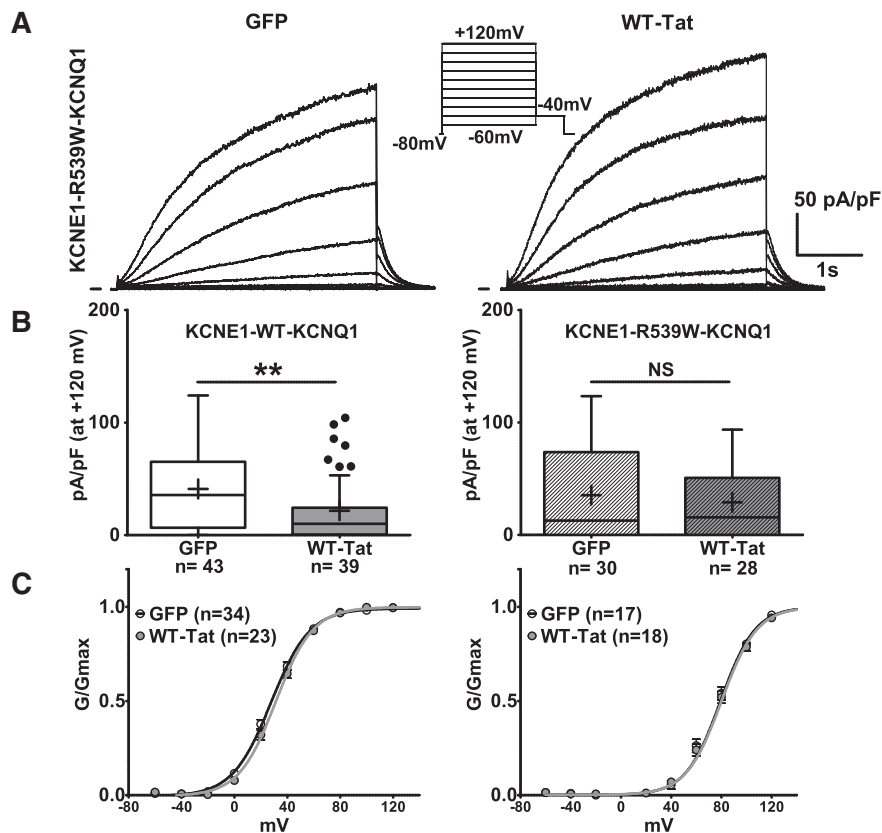 A
GFP
WT-Tat
KCNE1-R539W-KCNQ1
+120mV
-40mV
-80mV
-60mV
50 pA/pF
1s
B
200
100
0
pA/pF (at +120 mV)
KCNE1-WT-KCNQ1
**
GFP
n= 43
WT-Tat
n= 39
200
100
0
pA/pF (at +120 mV)
KCNE1-R539W-KCNQ1
NS
GFP
n= 30
WT-Tat
n= 28
C
1.0
0.5
0.0
G/Gmax
GFP (n=34)
WT-Tat (n=23)
-80 -40 0 40 80 120
mV
1.0
0.5
0.0
G/Gmax
GFP (n=17)
WT-Tat (n=18)
-80 -40 0 40 80 120
mV